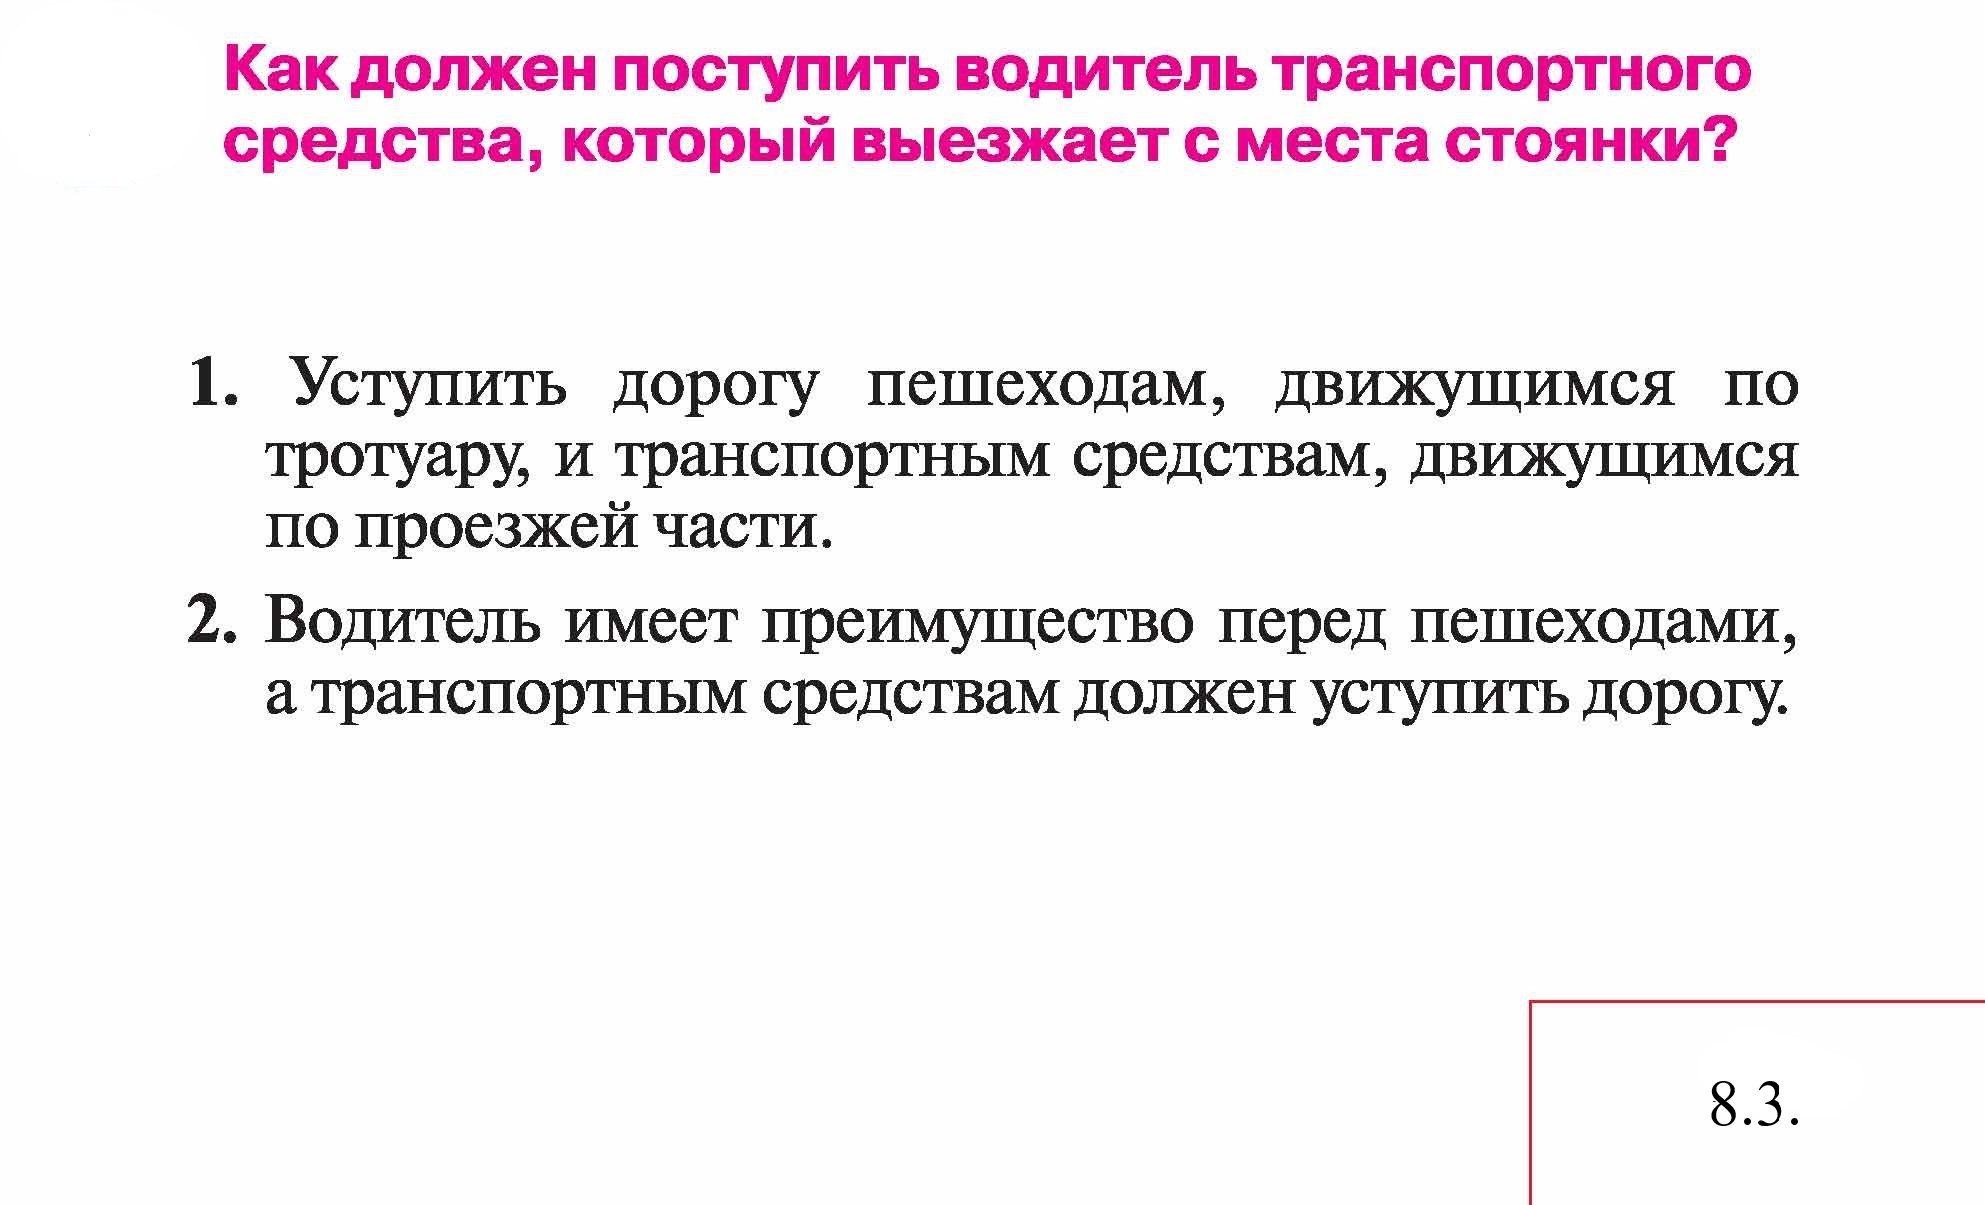 Как должен поступить водитель транспортного
средства, который выезжает с места стоянки?
1. Уступить дорогу пешеходам, движущимся по
тротуару, и транспортным средствам, движущимся
по проезжей части.
2. Водитель имеет преимущество перед пешеходами,
а транспортным средствам должен уступить дорогу.
8.3.